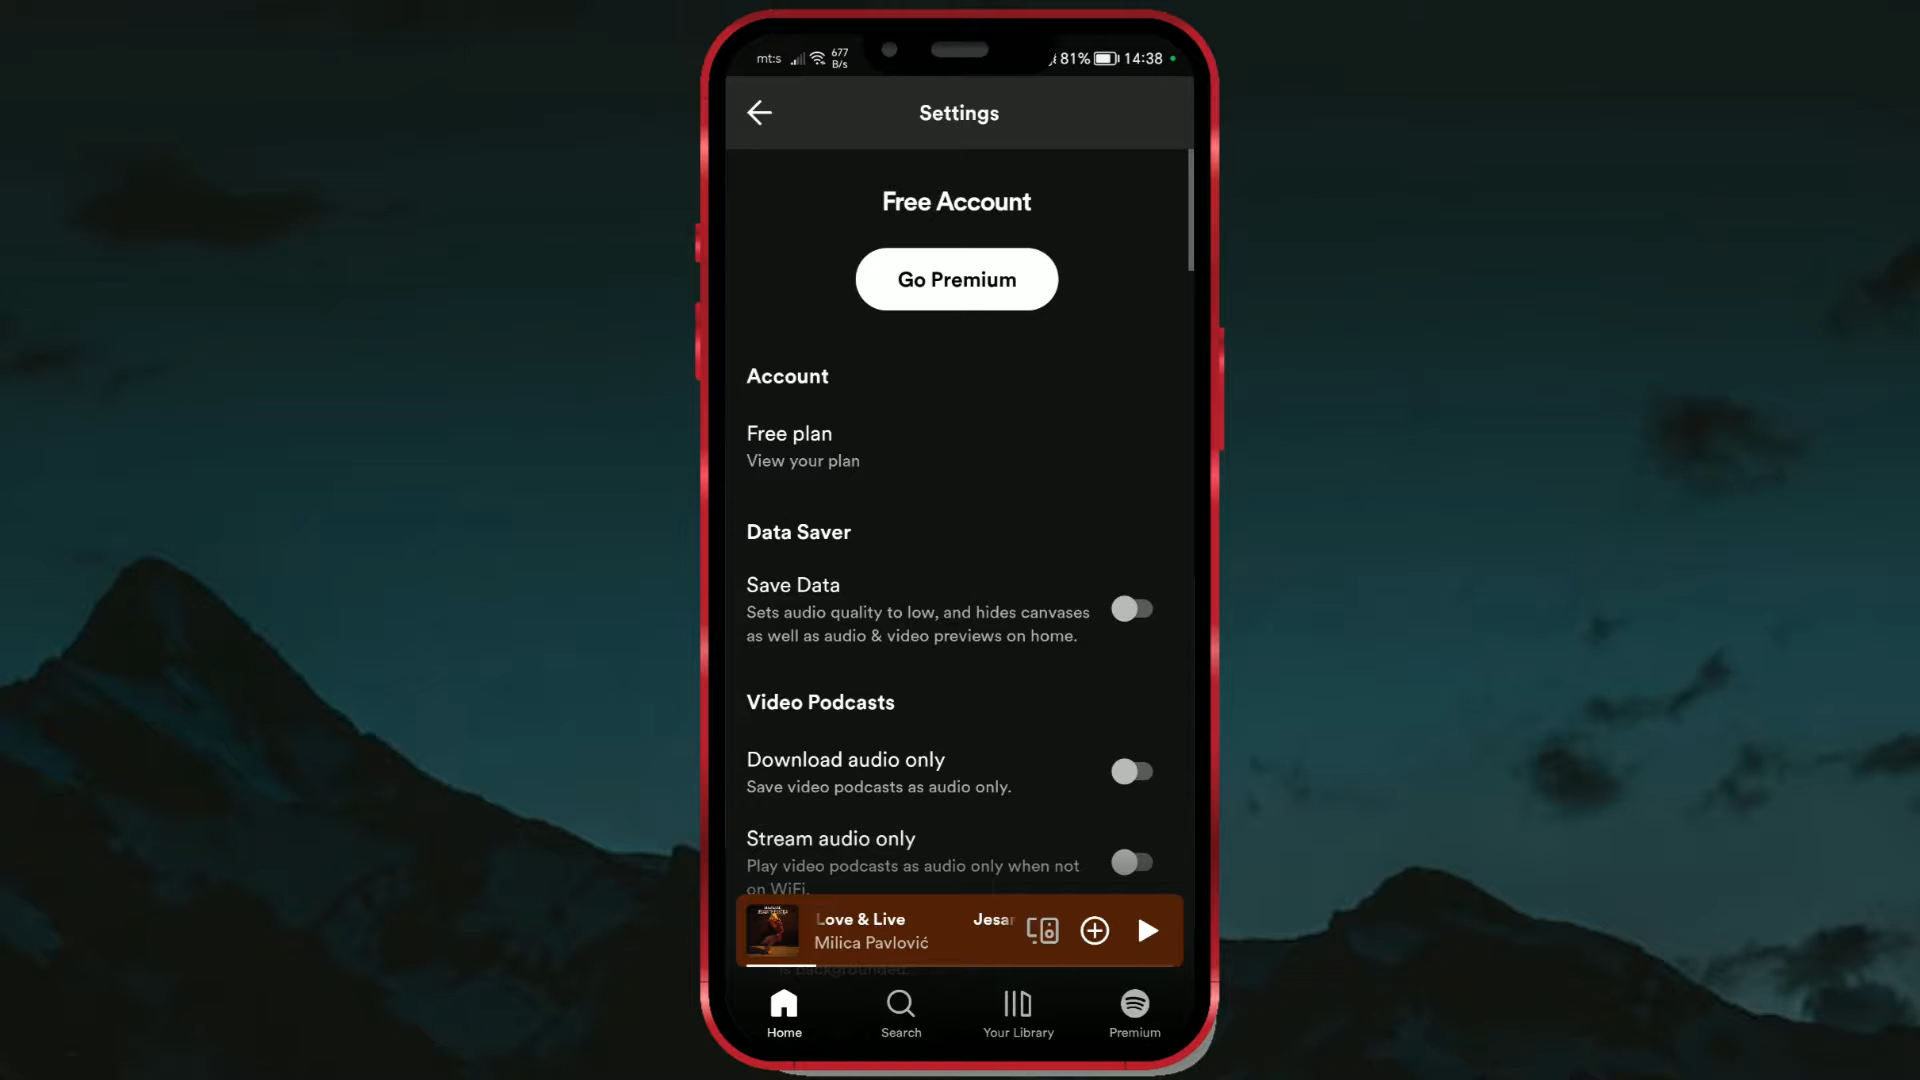 mt:s 677 B/s 81% 14:38
Settings
Free Account
Go Premium
Account
Free plan
View your plan
Data Saver
Save Data
Sets audio quality to low, and hides canvases
as well as audio & video previews on home.
Video Podcasts
Download audio only
Save video podcasts as audio only.
Stream audio only
Play video podcasts as audio only when not
on WiFi.
Love & Live Jesan
Milica Pavlović
is backgrounded.
Home Search Your Library Premium